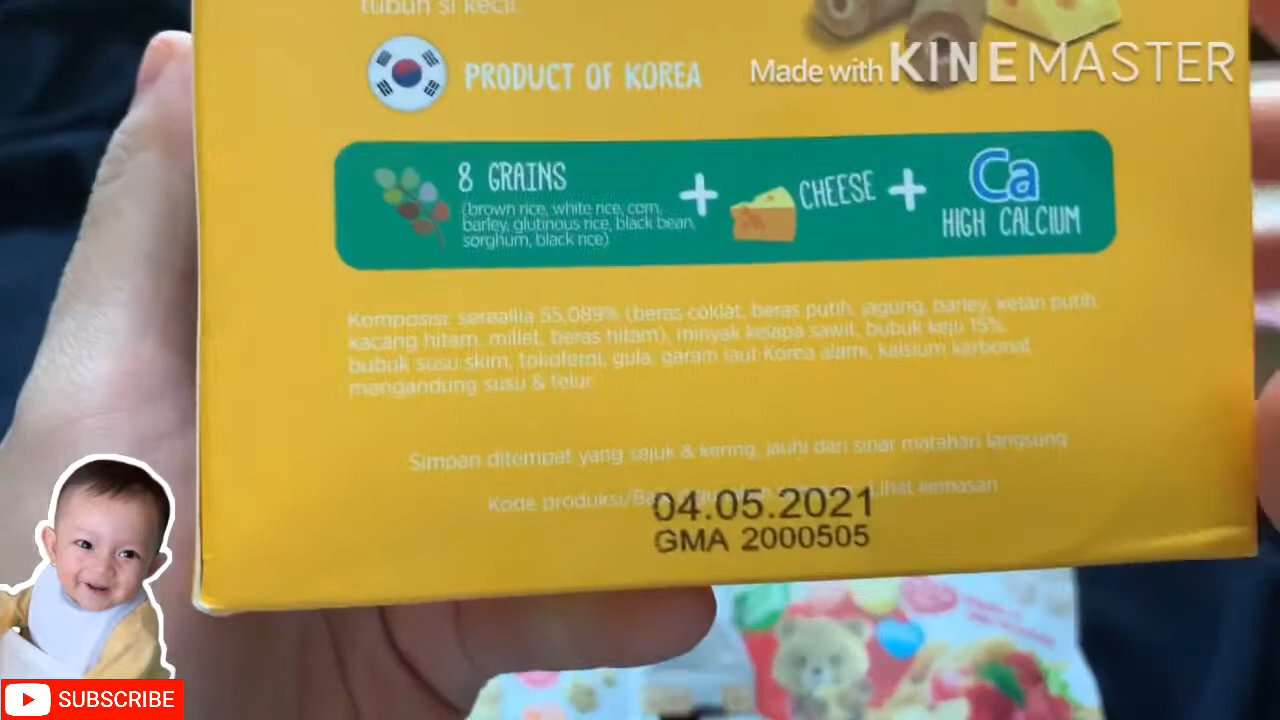 tubuh si kecil.
PRODUCT OF KOREA
Made with KINEMASTER
8 GRAINS
(brown rice, white rice, corn,
barley, glutinous rice, black bean,
sorghum, black rice)
+
CHEESE
+
Ca
HIGH CALCIUM
Komposisi: serealia 55,089% (beras coklat, beras putih, jagung, barley, ketan putih,
kacang hitam, millet, beras hitam), minyak kelapa sawit, bubuk keju 15%,
bubuk susu skim, tokoferol, gula, garam laut Korea alami, kalsium karbonat,
mengandung susu & telur
Simpan ditempat yang sejuk & kering, jauhi dari sinar matahari langsung
Kode produksi/ Lihat kemasan
04.05.2021
GMA 2000505
SUBSCRIBE